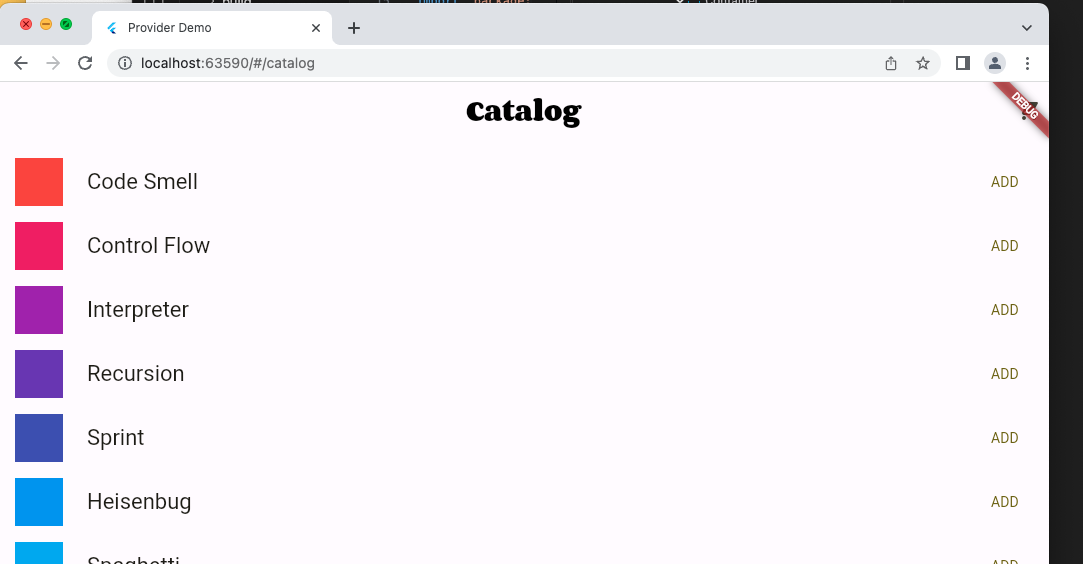 Provider Demo
localhost:63590/#/catalog
Catalog
DEBUG
Code Smell ADD
Control Flow ADD
Interpreter ADD
Recursion ADD
Sprint ADD
Heisenbug ADD
Spaghetti ADD